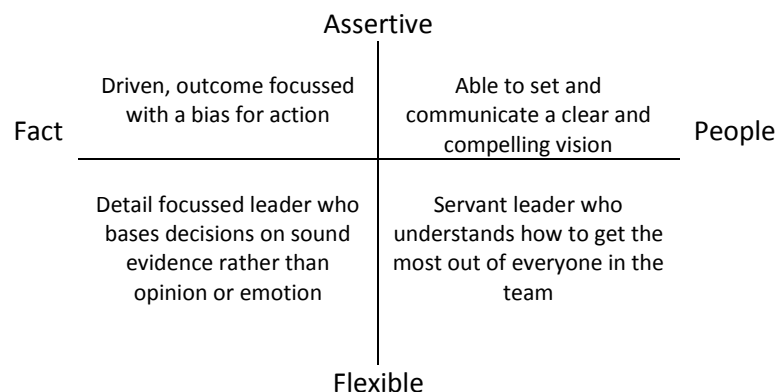 Assertive
Driven, outcome focussed
with a bias for action
Able to set and
communicate a clear and
compelling vision
Fact
People
Detail focussed leader who
bases decisions on sound
evidence rather than
opinion or emotion
Servant leader who
understands how to get the
most out of everyone in the
team
Flexible